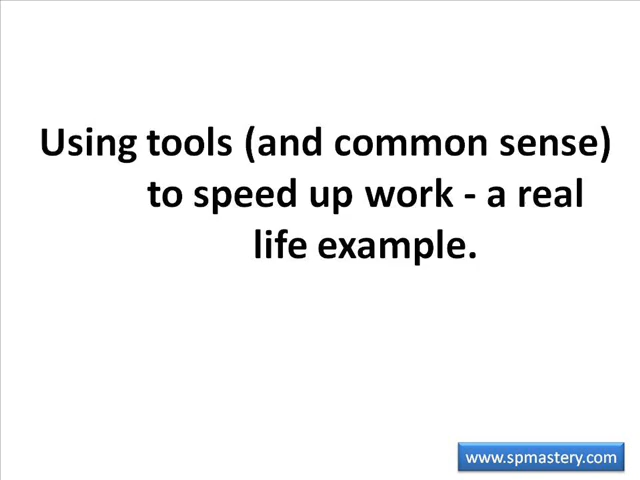 Using tools (and common sense)
to speed up work - a real
life example.
www.spmastery.com